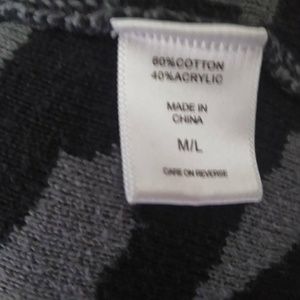 60%COTTON
40%ACRYLIC
MADE IN
CHINA
M/L
CARE ON REVERSE